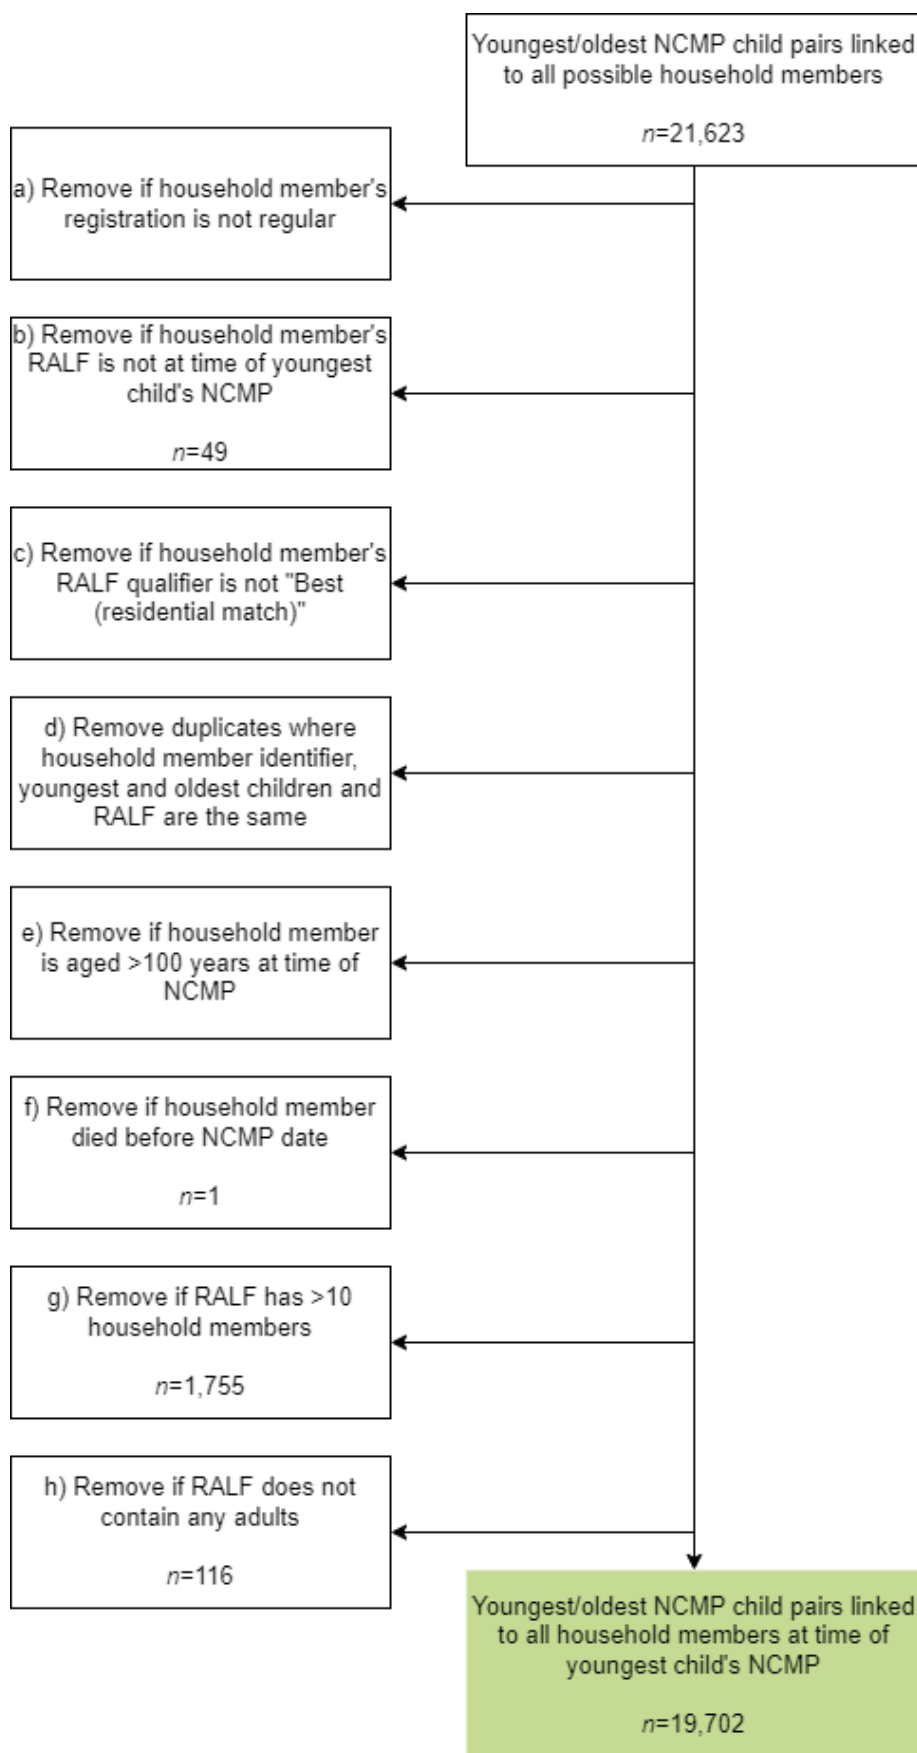 Youngest/oldest NCMP child pairs linked
to all possible household members
n=21,623
a) Remove if household member's
registration is not regular
b) Remove if household member's
RALF is not at time of youngest
child's NCMP
n=49
c) Remove if household member's
RALF qualifier is not "Best
(residential match)"
d) Remove duplicates where
household member identifier,
youngest and oldest children and
RALF are the same
e) Remove if household member
is aged >100 years at time of
NCMP
f) Remove if household member
died before NCMP date
n=1
g) Remove if RALF has >10
household members
n=1,755
h) Remove if RALF does not
contain any adults
n=116
Youngest/oldest NCMP child pairs linked
to all household members at time of
youngest child's NCMP
n=19,702